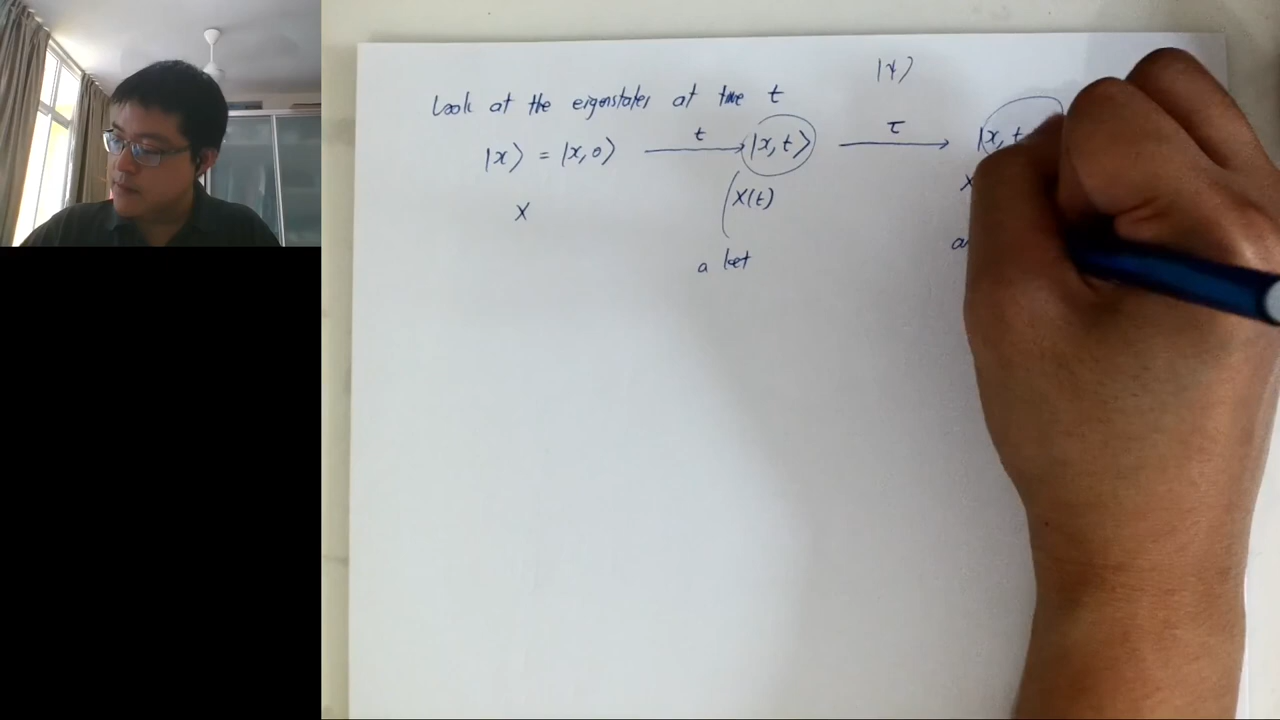 |ψ⟩
Look at the eigenstates at time t
|x⟩ = |x,0⟩ —t→ |x,t⟩ —τ→ |x,t
X X(t) X
a ket a